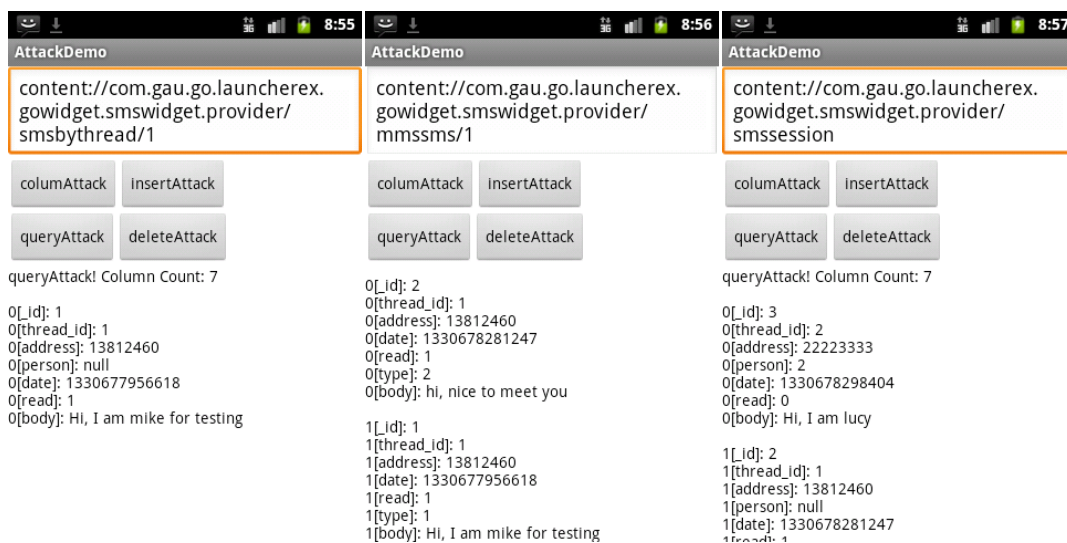 8:55
AttackDemo
content://com.gau.go.launcherex.
gowidget.smswidget.provider/
smsbythread/1
columAttack insertAttack
queryAttack deleteAttack
queryAttack! Column Count: 7
0[_id]: 1
0[thread_id]: 1
0[address]: 13812460
0[person]: null
0[date]: 1330677956618
0[read]: 1
0[body]: Hi, I am mike for testing
3G 8:56
AttackDemo
content://com.gau.go.launcherex.
gowidget.smswidget.provider/
mmssms/1
columAttack insertAttack
queryAttack deleteAttack
0[_id]: 2
0[thread_id]: 1
0[address]: 13812460
0[date]: 1330678281247
0[read]: 1
0[type]: 2
0[body]: hi, nice to meet you
1[_id]: 1
1[thread_id]: 1
1[address]: 13812460
1[date]: 1330677956618
1[read]: 1
1[type]: 1
1[body]: Hi, I am mike for testing
3G 8:57
AttackDemo
content://com.gau.go.launcherex.
gowidget.smswidget.provider/
smssession
columAttack insertAttack
queryAttack deleteAttack
queryAttack! Column Count: 7
0[_id]: 3
0[thread_id]: 2
0[address]: 22223333
0[person]: 2
0[date]: 1330678298404
0[read]: 0
0[body]: Hi, I am lucy
1[_id]: 2
1[thread_id]: 1
1[address]: 13812460
1[person]: null
1[date]: 1330678281247
1[read]: 1